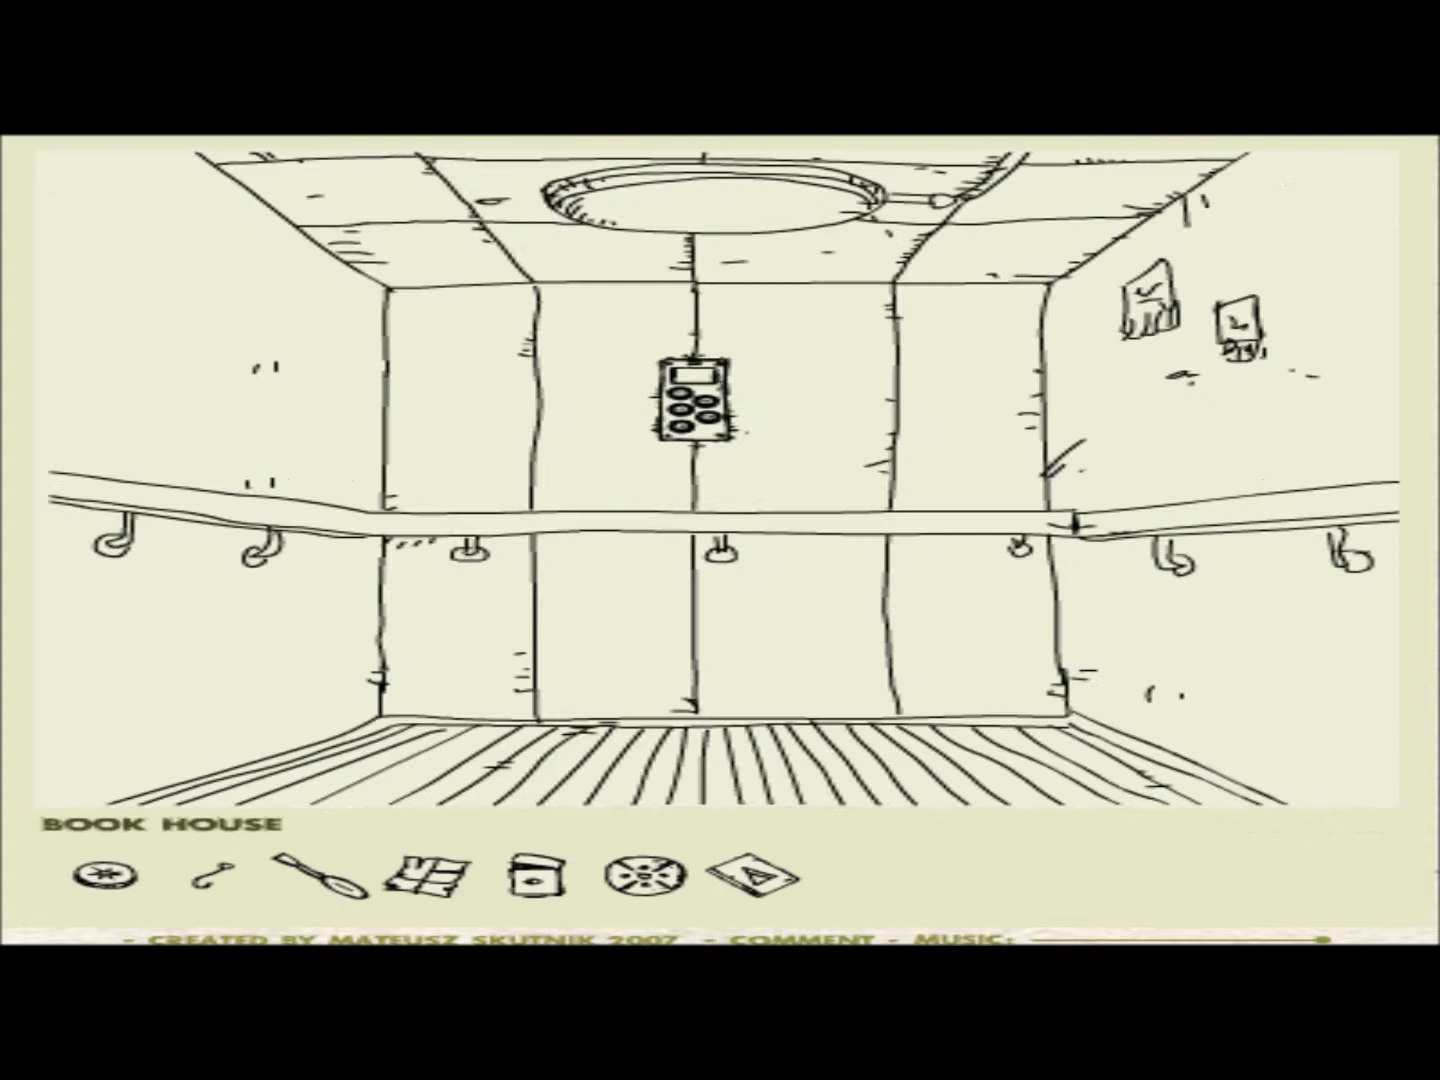 BOOK HOUSE
A
- CREATED BY MATEUSZ SKUTNIK 2007 - COMMENT - MUSIC: